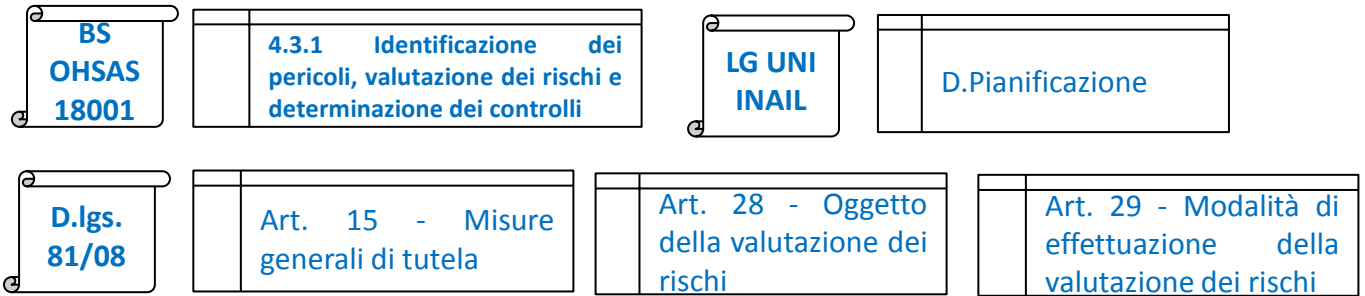 BS
OHSAS
18001
4.3.1 Identificazione dei
pericoli, valutazione dei rischi e
determinazione dei controlli
LG UNI
INAIL
D.Pianificazione
D.lgs.
81/08
Art. 15 - Misure
generali di tutela
Art. 28 - Oggetto
della valutazione dei
rischi
Art. 29 - Modalità di
effettuazione della
valutazione dei rischi